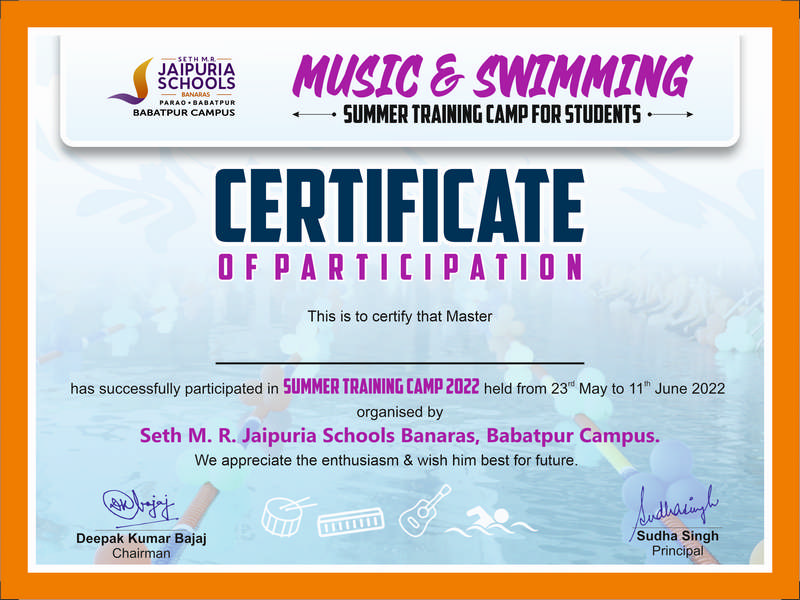 SETH M.R.
JAIPURIA
SCHOOLS
BANARAS
PARAO • BABATPUR
BABATPUR CAMPUS
MUSIC & SWIMMING
SUMMER TRAINING CAMP FOR STUDENTS
CERTIFICATE
OF PARTICIPATION
This is to certify that Master
has successfully participated in SUMMER TRAINING CAMP 2022 held from 23rd May to 11th June 2022
organised by
Seth M. R. Jaipuria Schools Banaras, Babatpur Campus.
We appreciate the enthusiasm & wish him best for future.
DKbajaj
Deepak Kumar Bajaj
Chairman
Sudhasingh
Sudha Singh
Principal